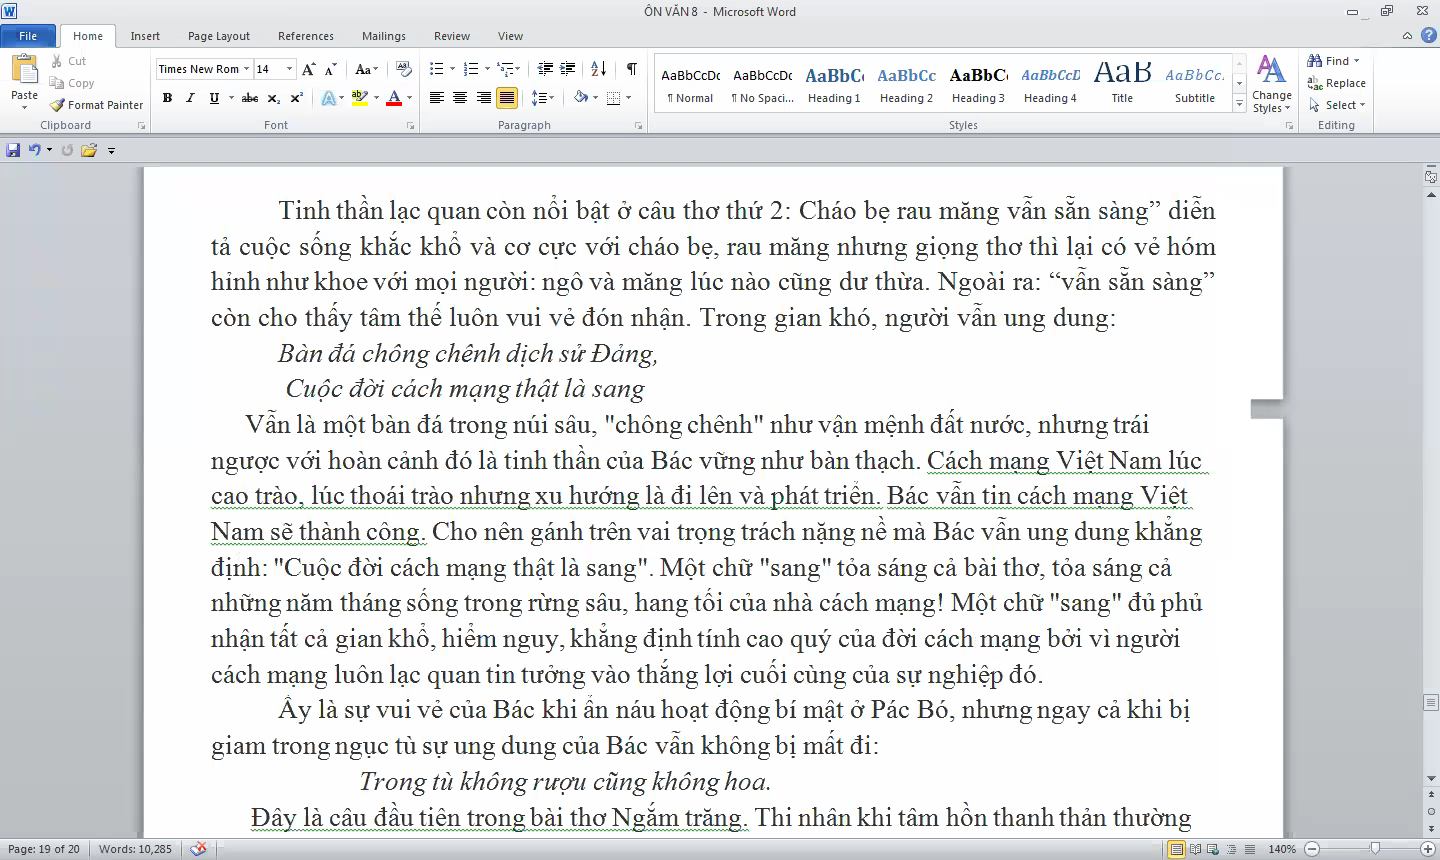 ÔN VĂN 8 - Microsoft Word
File Home Insert Page Layout References Mailings Review View
Paste Cut Copy Format Painter
Times New Rom 14
AaBbCcDc AaBbCcDc AaBbC AaBbCc AaBbC AaBbCcD AaB AaBbCc.
¶ Normal ¶ No Spaci... Heading 1 Heading 2 Heading 3 Heading 4 Title Subtitle
Change Styles
Find Replace Select
Clipboard Font Paragraph Styles Editing
Tinh thần lạc quan còn nổi bật ở câu thơ thứ 2: Cháo bẹ rau măng vẫn sẵn sàng” diễn
tả cuộc sống khắc khổ và cơ cực với cháo bẹ, rau măng nhưng giọng thơ thì lại có vẻ hóm
hỉnh như khoe với mọi người: ngô và măng lúc nào cũng dư thừa. Ngoài ra: “vẫn sẵn sàng”
còn cho thấy tâm thế luôn vui vẻ đón nhận. Trong gian khó, người vẫn ung dung:
Bàn đá chông chênh dịch sử Đảng,
Cuộc đời cách mạng thật là sang
Vẫn là một bàn đá trong núi sâu, "chông chênh" như vận mệnh đất nước, nhưng trái
ngược với hoàn cảnh đó là tinh thần của Bác vững như bàn thạch. Cách mạng Việt Nam lúc
cao trào, lúc thoái trào nhưng xu hướng là đi lên và phát triển. Bác vẫn tin cách mạng Việt
Nam sẽ thành công. Cho nên gánh trên vai trọng trách nặng nề mà Bác vẫn ung dung khẳng
định: "Cuộc đời cách mạng thật là sang". Một chữ "sang" tỏa sáng cả bài thơ, tỏa sáng cả
những năm tháng sống trong rừng sâu, hang tối của nhà cách mạng! Một chữ "sang" đủ phủ
nhận tất cả gian khổ, hiểm nguy, khẳng định tính cao quý của đời cách mạng bởi vì người
cách mạng luôn lạc quan tin tưởng vào thắng lợi cuối cùng của sự nghiệp đó.
Ấy là sự vui vẻ của Bác khi ẩn náu hoạt động bí mật ở Pác Bó, nhưng ngay cả khi bị
giam trong ngục tù sự ung dung của Bác vẫn không bị mất đi:
Trong tù không rượu cũng không hoa.
Đây là câu đầu tiên trong bài thơ Ngắm trăng. Thi nhân khi tâm hồn thanh thản thường
Page: 19 of 20 Words: 10,285 140%